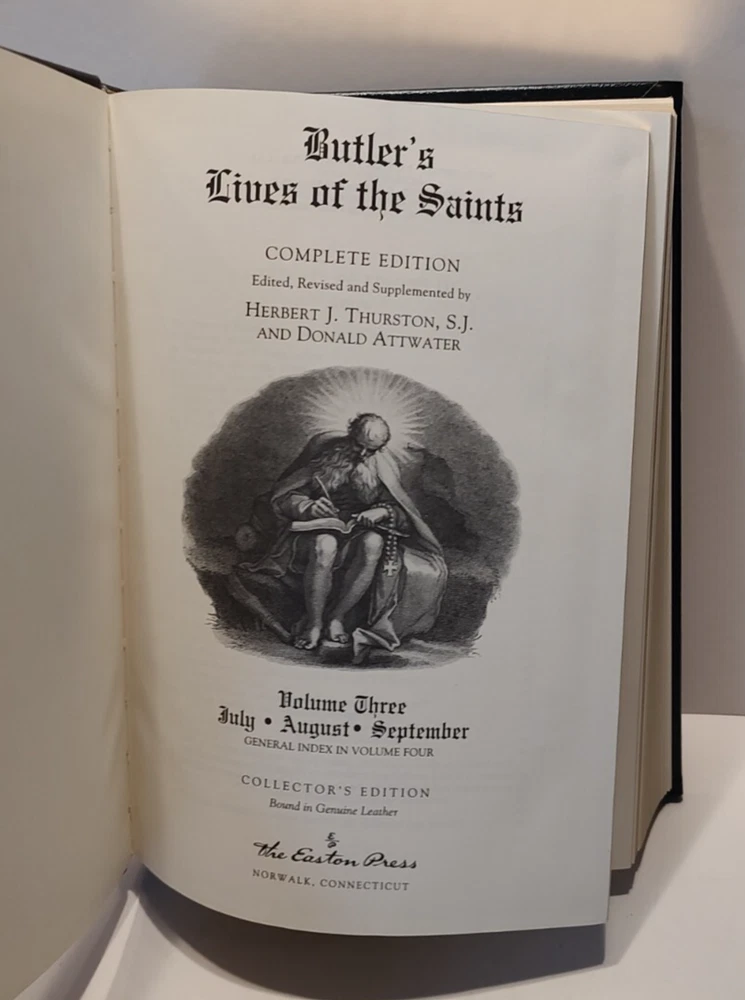 Butler's
Lives of the Saints
COMPLETE EDITION
Edited, Revised and Supplemented by
HERBERT J. THURSTON, S.J.
AND DONALD ATTWATER
Volume Three
July • August • September
GENERAL INDEX IN VOLUME FOUR
COLLECTOR'S EDITION
Bound in Genuine Leather
E
P
the Easton Press
NORWALK, CONNECTICUT